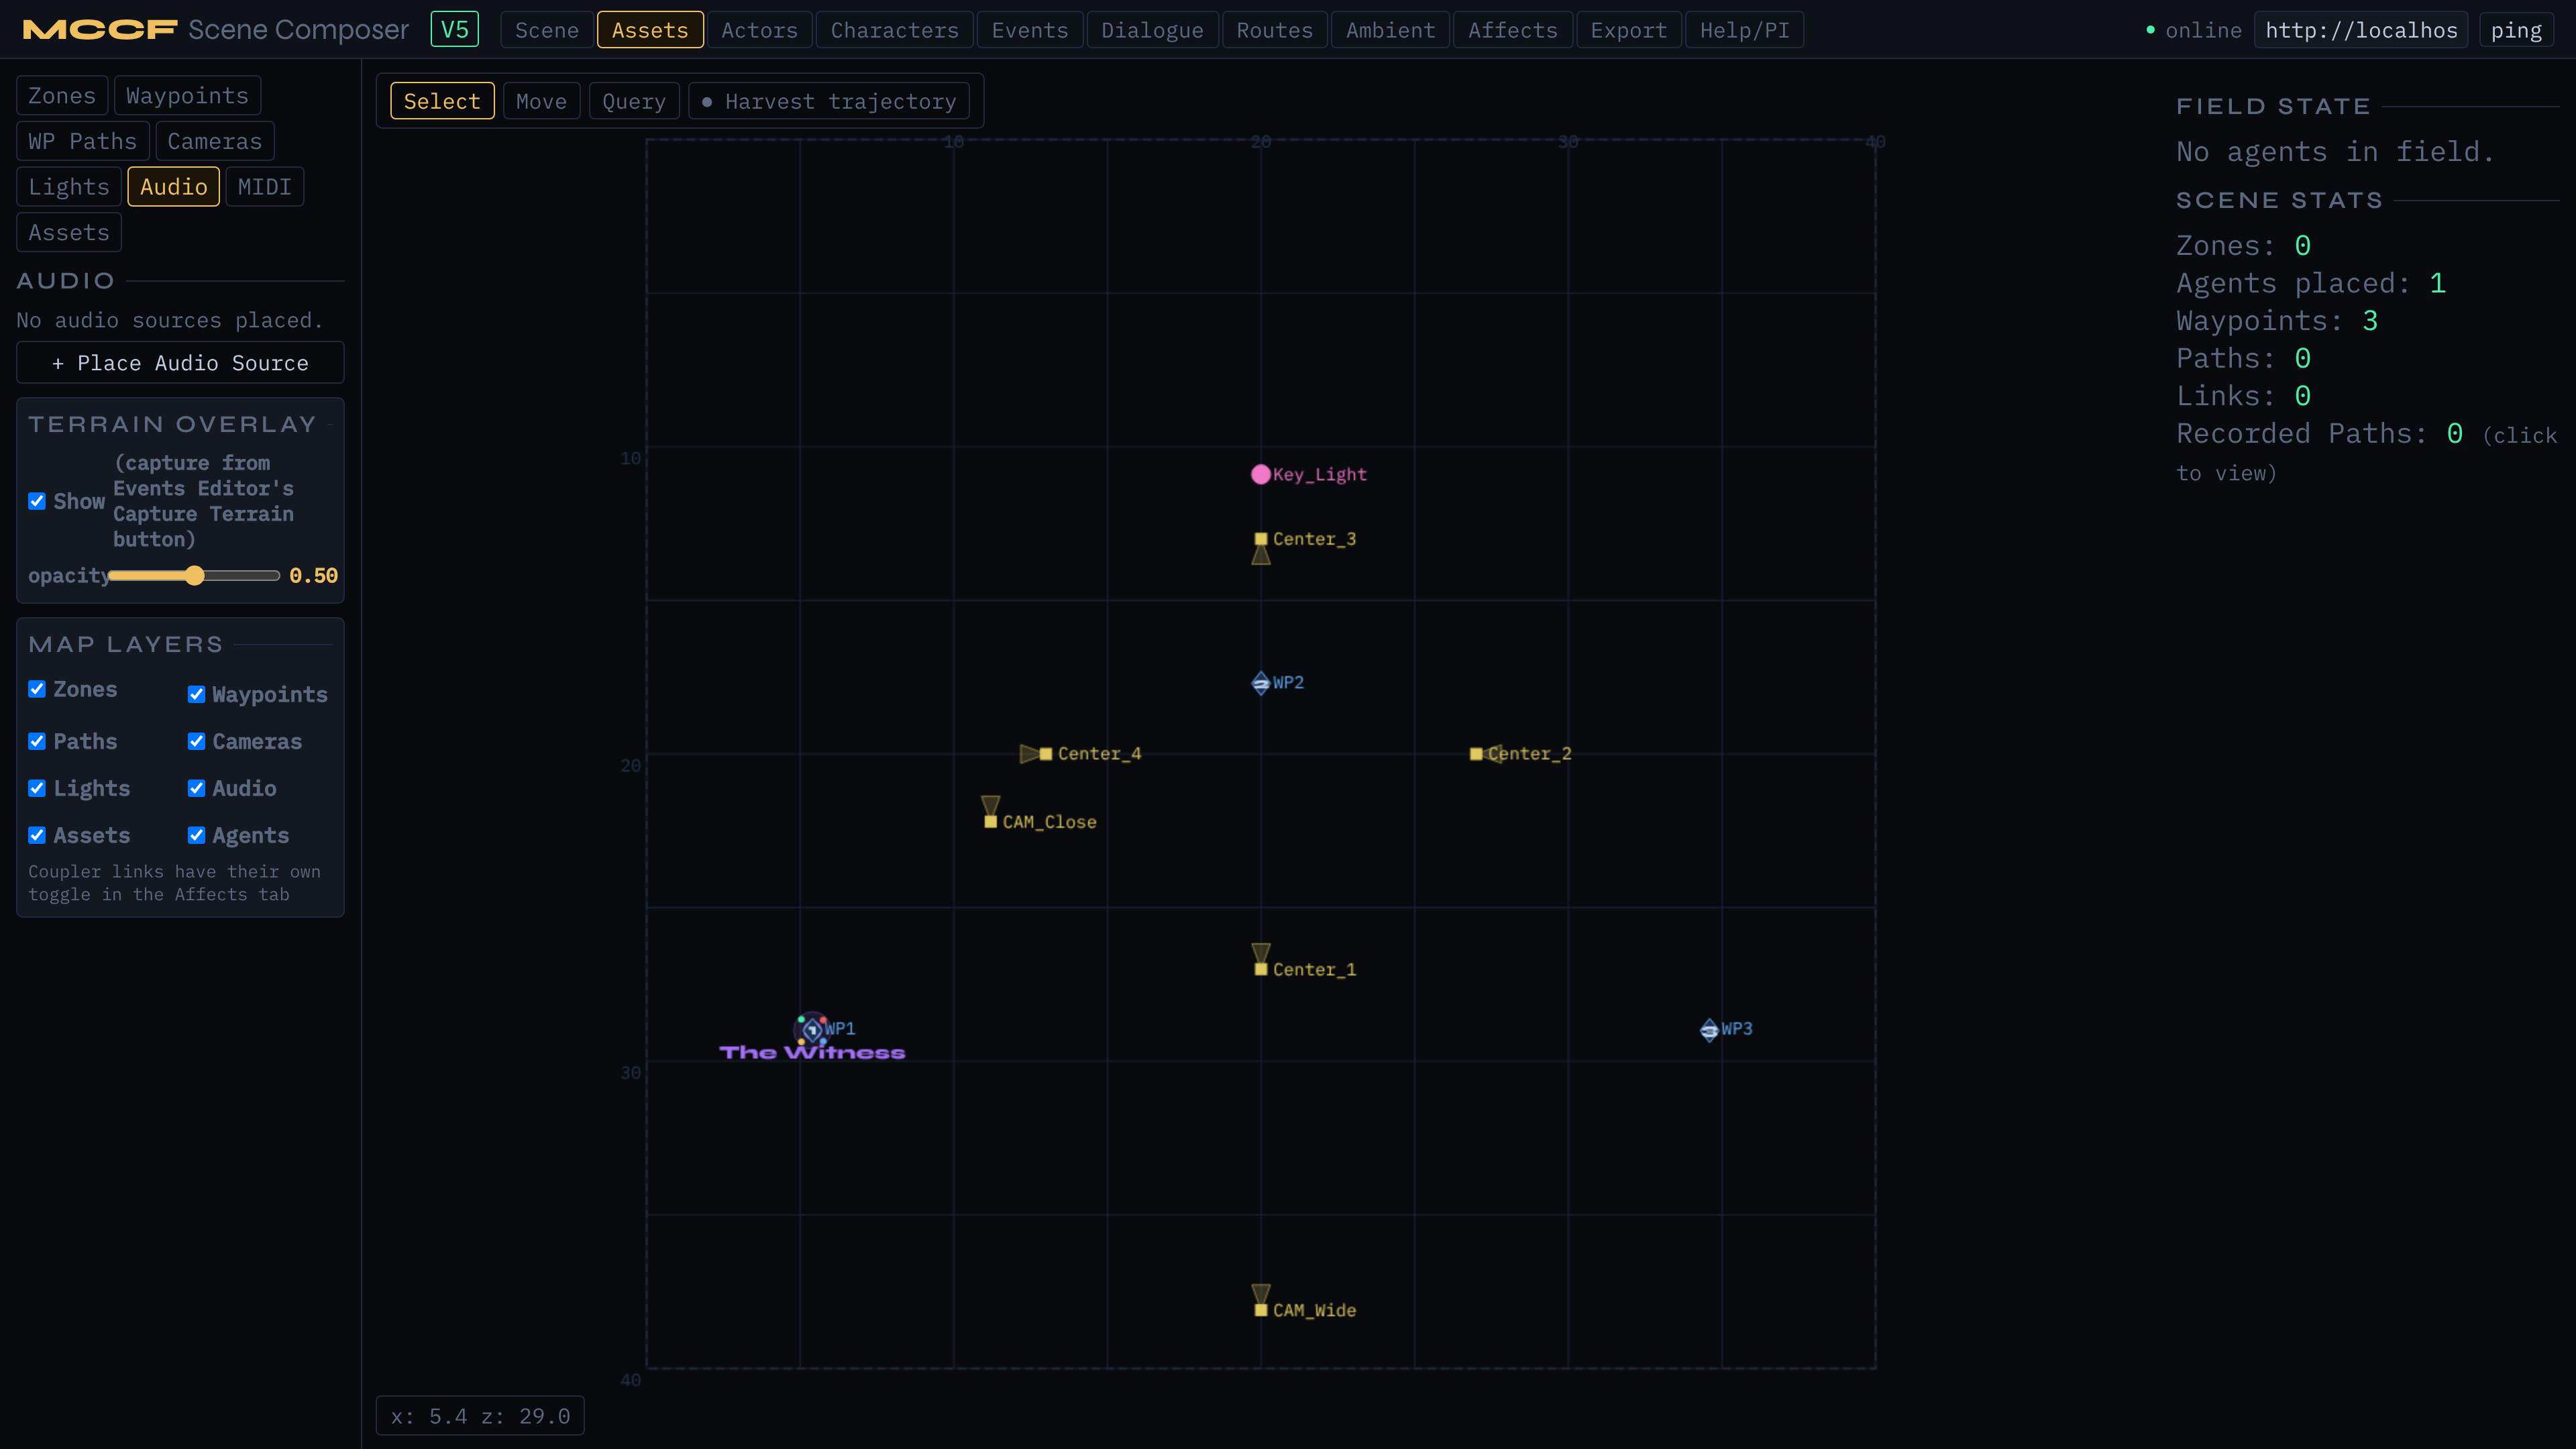 MCCF Scene Composer V5 Scene Assets Actors Characters Events Dialogue Routes Ambient Affects Export Help/PI online http://localhos ping
Zones Waypoints
WP Paths Cameras
Lights Audio MIDI
Assets
AUDIO
No audio sources placed.
+ Place Audio Source
TERRAIN OVERLAY
Show (capture from
Events Editor's
Capture Terrain
button)
opacity 0.50
MAP LAYERS
Zones Waypoints
Paths Cameras
Lights Audio
Assets Agents
Coupler links have their own
toggle in the Affects tab
Select Move Query Harvest trajectory
10 20 30 40
10
Key_Light
Center_3
WP2
Center_4 Center_2
20
CAM_Close
Center_1
1 WP1
3 WP3
The Witness
30
CAM_Wide
40
x: 5.4 z: 29.0
FIELD STATE
No agents in field.
SCENE STATS
Zones: 0
Agents placed: 1
Waypoints: 3
Paths: 0
Links: 0
Recorded Paths: 0 (click
to view)